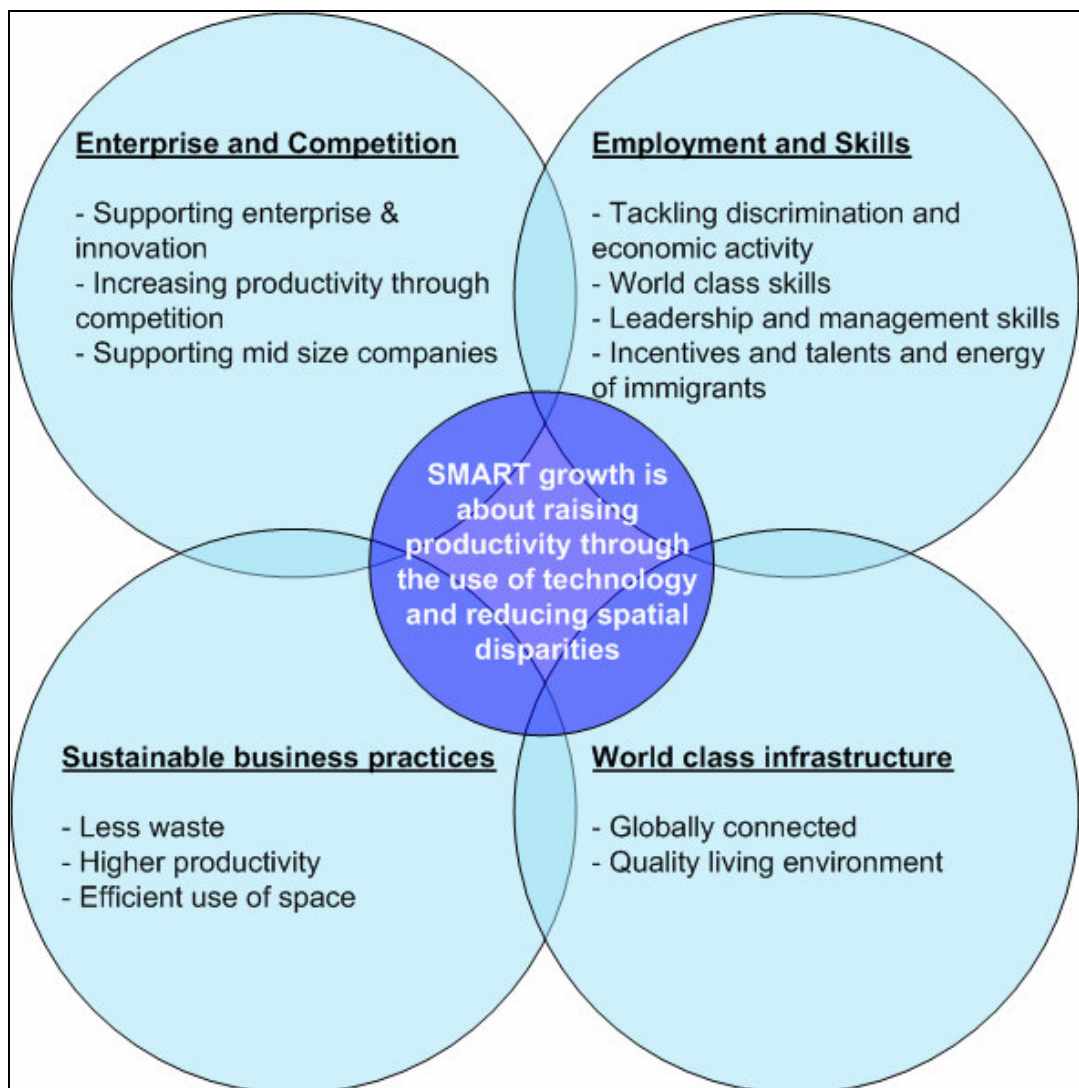 Enterprise and Competition
- Supporting enterprise &
innovation
- Increasing productivity through
competition
- Supporting mid size companies
Employment and Skills
- Tackling discrimination and
economic activity
- World class skills
- Leadership and management skills
- Incentives and talents and energy
of immigrants
SMART growth is
about raising
productivity through
the use of technology
and reducing spatial
disparities
Sustainable business practices
- Less waste
- Higher productivity
- Efficient use of space
World class infrastructure
- Globally connected
- Quality living environment